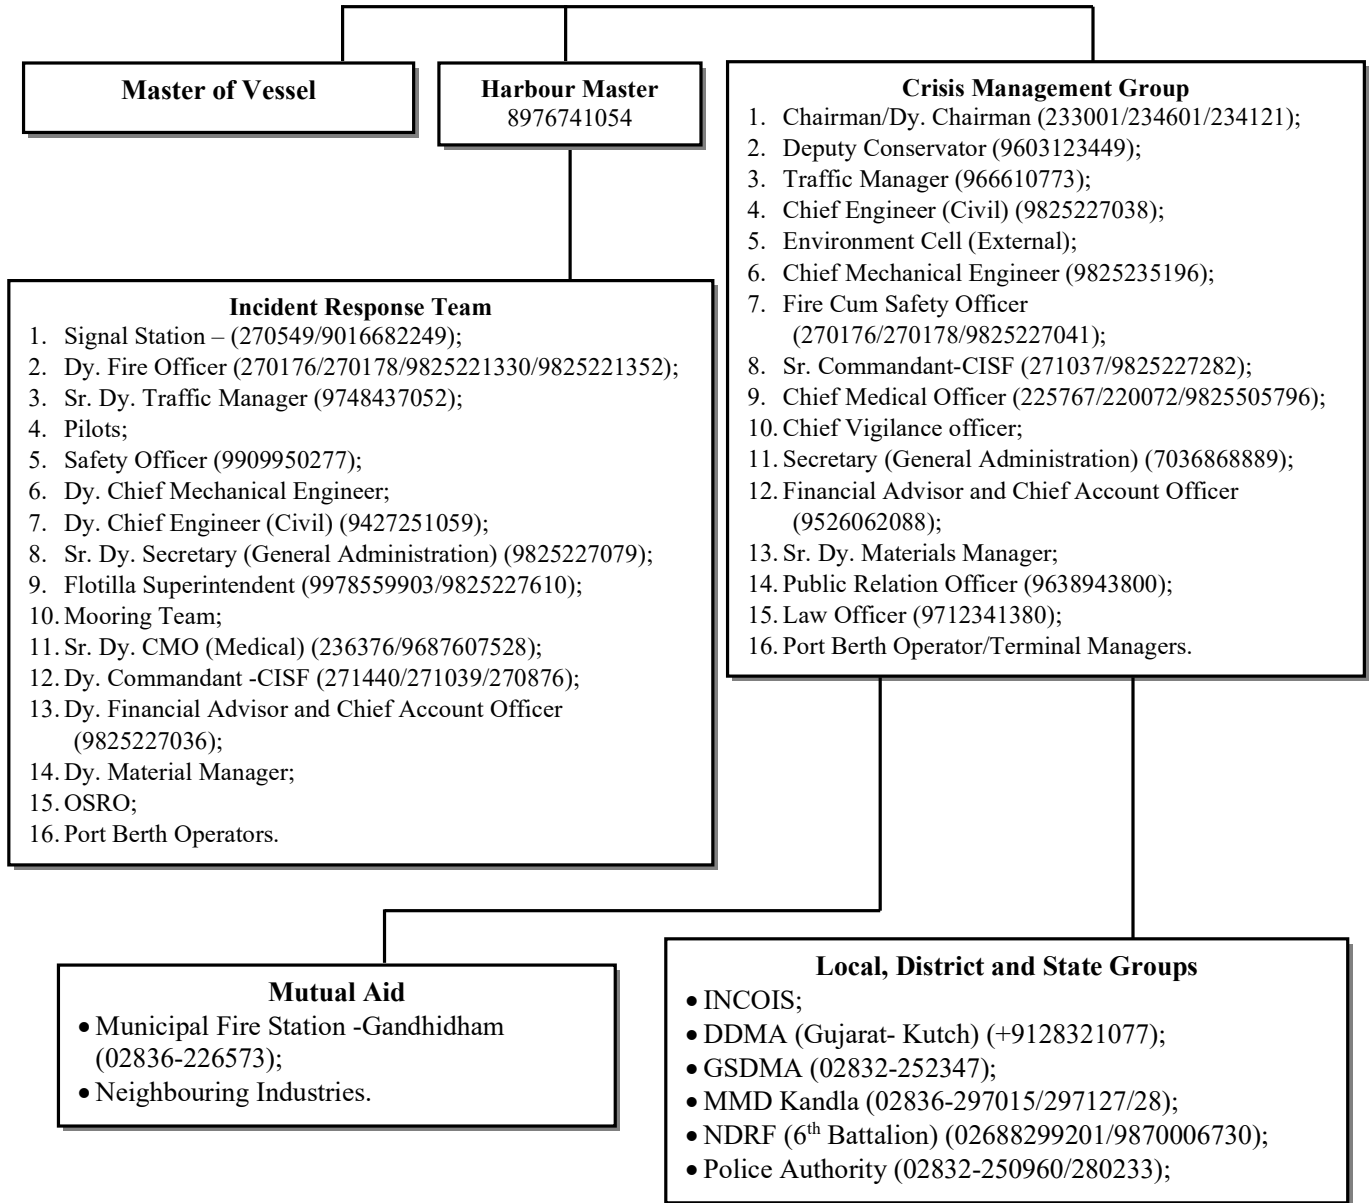 Master of Vessel
Harbour Master
8976741054
Crisis Management Group
1. Chairman/Dy. Chairman (233001/234601/234121);
2. Deputy Conservator (9603123449);
3. Traffic Manager (966610773);
4. Chief Engineer (Civil) (9825227038);
5. Environment Cell (External);
6. Chief Mechanical Engineer (9825235196);
7. Fire Cum Safety Officer
(270176/270178/9825227041);
8. Sr. Commandant-CISF (271037/9825227282);
9. Chief Medical Officer (225767/220072/9825505796);
10. Chief Vigilance officer;
11. Secretary (General Administration) (7036868889);
12. Financial Advisor and Chief Account Officer
(9526062088);
13. Sr. Dy. Materials Manager;
14. Public Relation Officer (9638943800);
15. Law Officer (9712341380);
16. Port Berth Operator/Terminal Managers.
Incident Response Team
1. Signal Station – (270549/9016682249);
2. Dy. Fire Officer (270176/270178/9825221330/9825221352);
3. Sr. Dy. Traffic Manager (9748437052);
4. Pilots;
5. Safety Officer (9909950277);
6. Dy. Chief Mechanical Engineer;
7. Dy. Chief Engineer (Civil) (9427251059);
8. Sr. Dy. Secretary (General Administration) (9825227079);
9. Flotilla Superintendent (9978559903/9825227610);
10. Mooring Team;
11. Sr. Dy. CMO (Medical) (236376/9687607528);
12. Dy. Commandant -CISF (271440/271039/270876);
13. Dy. Financial Advisor and Chief Account Officer
(9825227036);
14. Dy. Material Manager;
15. OSRO;
16. Port Berth Operators.
Mutual Aid
• Municipal Fire Station -Gandhidham
(02836-226573);
• Neighbouring Industries.
Local, District and State Groups
• INCOIS;
• DDMA (Gujarat- Kutch) (+9128321077);
• GSDMA (02832-252347);
• MMD Kandla (02836-297015/297127/28);
• NDRF (6th Battalion) (02688299201/9870006730);
• Police Authority (02832-250960/280233);